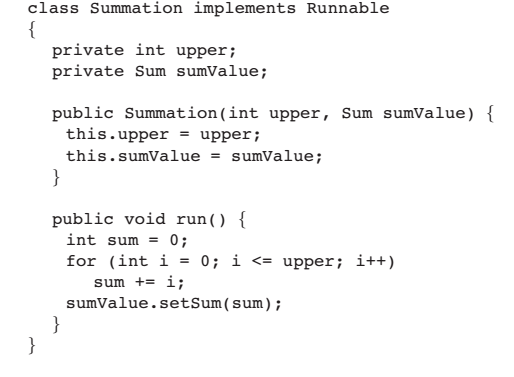 class Summation implements Runnable
{
private int upper;
private Sum sumValue;
public Summation(int upper, Sum sumValue) {
this.upper = upper;
this.sumValue = sumValue;
}
public void run() {
int sum = 0;
for (int i = 0; i <= upper; i++)
sum += i;
sumValue.setSum(sum);
}
}